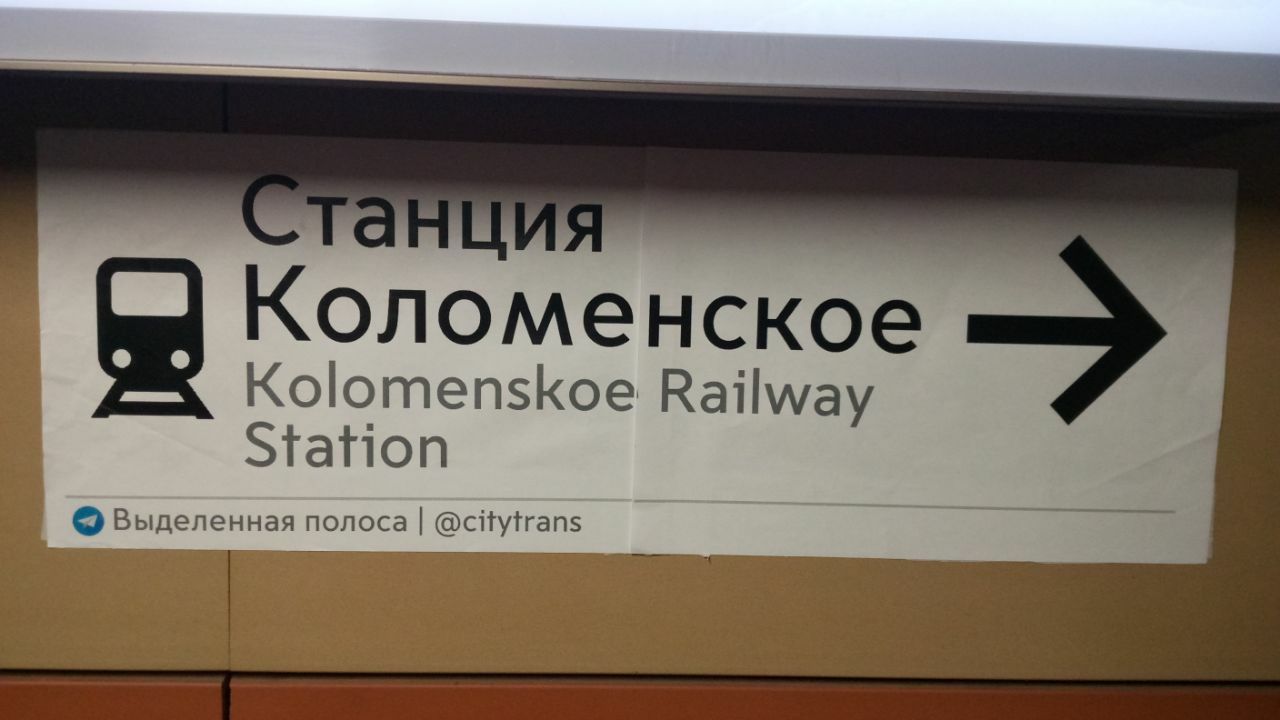 Станция
Коломенское
Kolomenskoe Railway
Station
Выделенная полоса | @citytrans